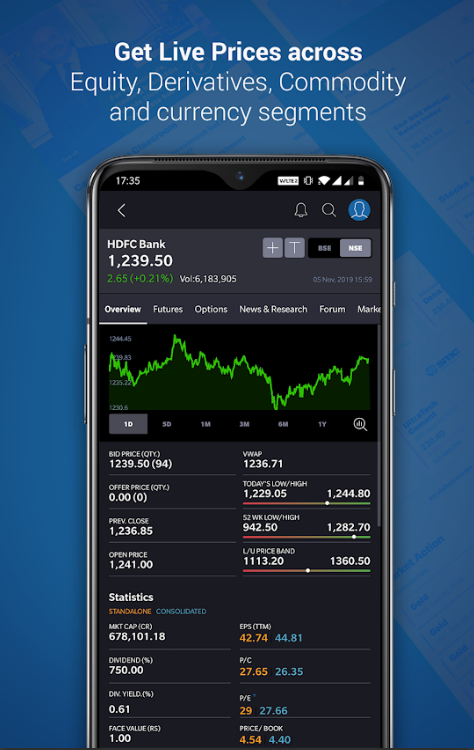 Get Live Prices across
Equity, Derivatives, Commodity
and currency segments
17:35
HDFC Bank
1,239.50
2.65 (+0.21%) Vol:6,183,905
BSE NSE
05 Nov, 2019 15:59
Overview Futures Options News & Research Forum Marke
1244.45
1239.83
1235.22
1230.6
1D 5D 1M 3M 6M 1Y
BID PRICE (QTY.)
1239.50 (94)
VWAP
1236.71
OFFER PRICE (QTY.)
0.00 (0)
TODAY'S LOW/HIGH
1,229.05 1,244.80
PREV. CLOSE
1,236.85
52 WK LOW/HIGH
942.50 1,282.70
OPEN PRICE
1,241.00
L/U PRICE BAND
1113.20 1360.50
Statistics
STANDALONE CONSOLIDATED
MKT CAP (CR)
678,101.18
EPS (TTM)
42.74 44.81
DIVIDEND (%)
750.00
P/C
27.65 26.35
DIV. YIELD.(%)
0.61
P/E *
29 27.66
FACE VALUE (RS)
1.00
PRICE/ BOOK
4.54 4.40